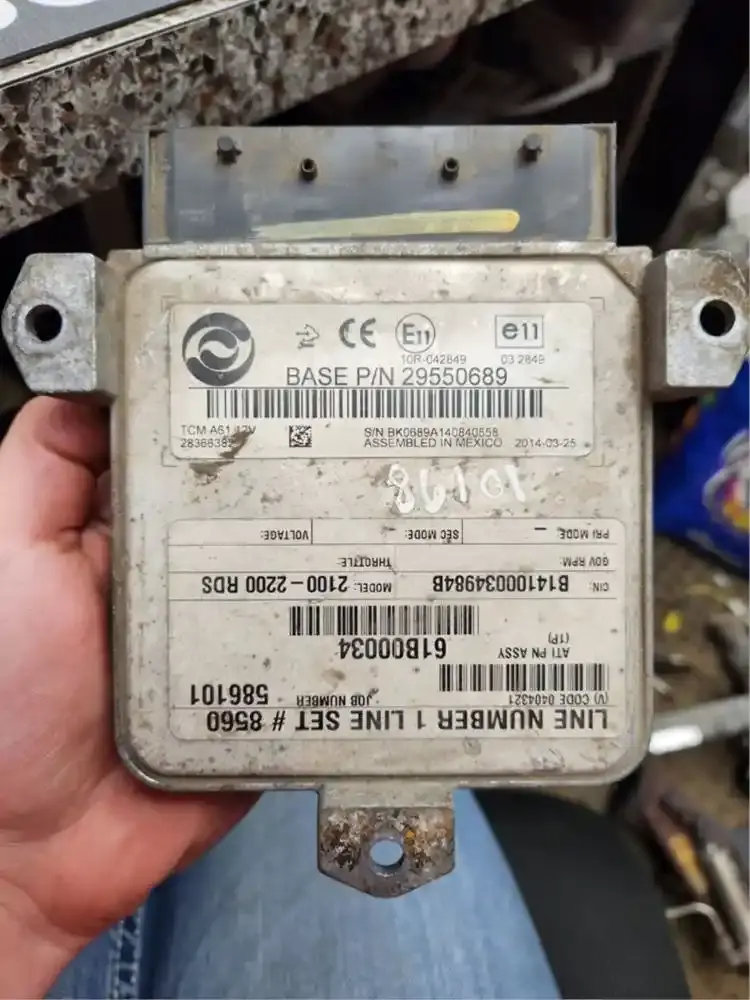 CE E11 e11
10R-042849 03 2849
BASE P/N 29550689
TCM A61 12V S/N BK0689A140840558
28366385 ASSEMBLED IN MEXICO 2014-03-25
86101
LINE NUMBER 1 LINE SET # 8560
(V) CODE 0404321 JOB NUMBER 586101
ATI PN ASSY 61B00034
(1P)
CIN: B141000034984B MODEL: 2100-2200 RDS
GOV RPM: THROTTLE:
PRI MODE: – SEC MODE: VOLTAGE: